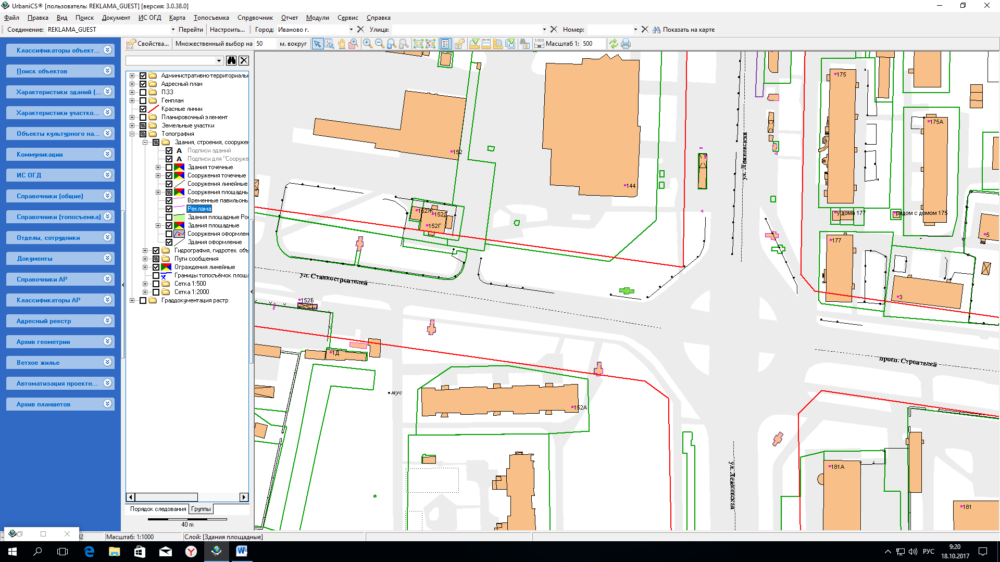 UrbaniCS® [пользователь: REKLAMA_GUEST] [версия: 3.0.38.0]
Файл Правка Вид Поиск Документ ИС ОГД Карта Топосъемка Справочник Отчет Модули Сервис Справка
Соединение: REKLAMA_GUEST Перейти Настроить... Город: Иваново г. Улица: Номер: Показать на карте
Свойства... Множественный выбор на 50 м. вокруг 1:100 Масштаб 1: 500
Классификаторы объект...
Поиск объектов
Характеристики зданий (...
Характеристики участко...
Объекты культурного на...
Коммуникации
ИС ОГД
Справочники (общие)
Справочники (топосъемка)
Отделы, сотрудники
Документы
Справочники АР
Классификаторы АР
Адресный реестр
Архив геометрии
Ветхое жилье
Автоматизация проектн...
Архив планшетов
Административно-территориаль
Адресный план
ПЗЗ
Генплан
Красные линии
Планировочный элемент
Земельные участки
Топография
Здания, строения, сооружен
Подписи зданий
Подписи для "Сооруже
Здания точечные
Сооружения точечные
Сооружения линейные
Сооружения площаднь
Временные павильонь
Реклама
Здания площадные Рос
Здания площадные
Сооружения оформлен
Здания оформление
Гидрография, гидротех. объ
Пути сообщения
Ограждения линейные
Границы топосъёмок площа
Сетка 1:500
Сетка 1:2000
Граддокументация растр
Порядок следования Группы
40 m
152
144
175
175А
152Ж
152Д
152Г
у дома 177
рядом с домом 175
177
5
3
ул. Лежневская
ул. Станкостроителей
152Б
1Д
мус
152А
просп. Строителей
ул. Лежневская
181А
181
92 Масштаб: 1:1000 Слой: [Здания площадные]
РУС
9:20
18.10.2017